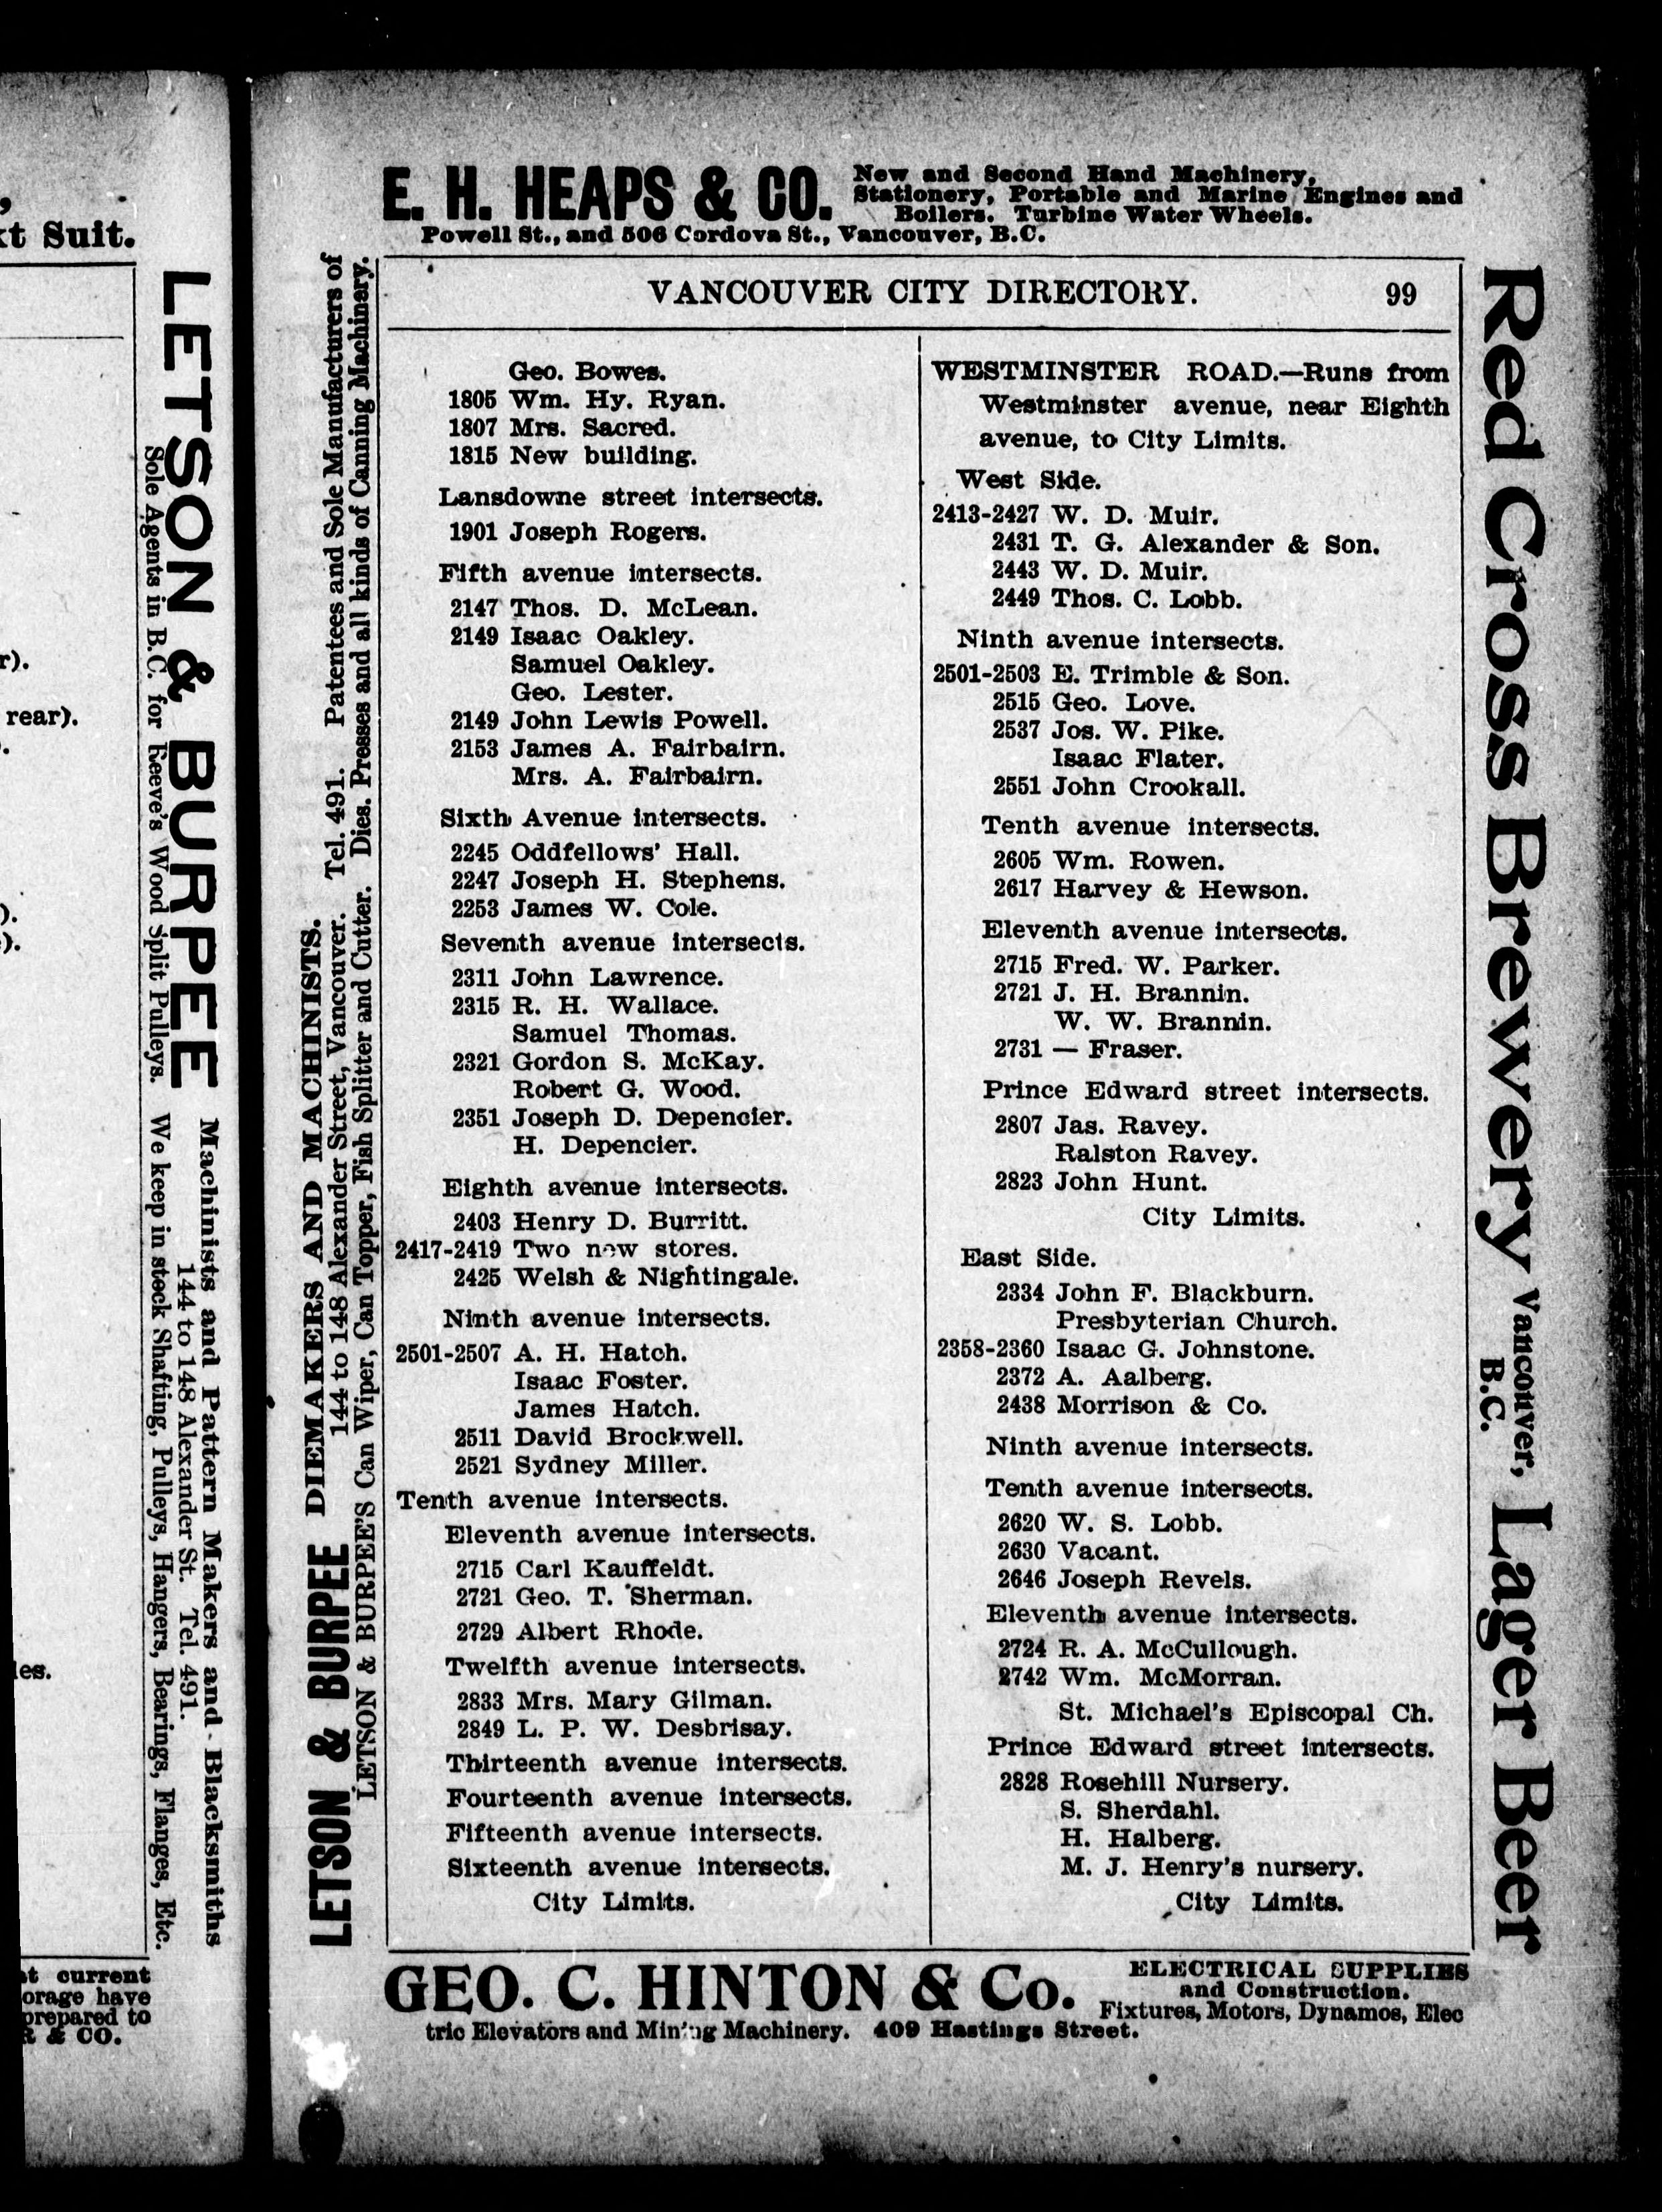 kt Suit.
r).
rear).
).
).
les.
at current
orage have
prepared to
R & CO.
LETSON & BURPEE Machinists and Pattern Makers and Blacksmiths
144 to 148 Alexander St. Tel. 491.
Sole Agents in B.C. for Reeve's Wood Split Pulleys. We keep in stock Shafting, Pulleys, Hangers, Bearings, Flanges, Etc.
E. H. HEAPS & CO.
New and Second Hand Machinery,
Stationery, Portable and Marine Engines and
Boilers. Turbine Water Wheels.
Powell St., and 506 Cordova St., Vancouver, B.C.
LETSON & BURPEE DIEMAKERS AND MACHINISTS.
144 to 148 Alexander Street, Vancouver. Tel. 491. Patentees and Sole Manufacturers of
LETSON & BURPEE'S Can Wiper, Can Topper, Fish Splitter and Cutter. Dies. Presses and all kinds of Canning Machinery.
VANCOUVER CITY DIRECTORY. 99
Geo. Bowes.
1805 Wm. Hy. Ryan.
1807 Mrs. Sacred.
1815 New building.
Lansdowne street intersects.
1901 Joseph Rogers.
Fifth avenue intersects.
2147 Thos. D. McLean.
2149 Isaac Oakley.
Samuel Oakley.
Geo. Lester.
2149 John Lewis Powell.
2153 James A. Fairbairn.
Mrs. A. Fairbairn.
Sixth Avenue intersects.
2245 Oddfellows' Hall.
2247 Joseph H. Stephens.
2253 James W. Cole.
Seventh avenue intersects.
2311 John Lawrence.
2315 R. H. Wallace.
Samuel Thomas.
2321 Gordon S. McKay.
Robert G. Wood.
2351 Joseph D. Depencier.
H. Depencier.
Eighth avenue intersects.
2403 Henry D. Burritt.
2417-2419 Two new stores.
2425 Welsh & Nightingale.
Ninth avenue intersects.
2501-2507 A. H. Hatch.
Isaac Foster.
James Hatch.
2511 David Brockwell.
2521 Sydney Miller.
Tenth avenue intersects.
Eleventh avenue intersects.
2715 Carl Kauffeldt.
2721 Geo. T. Sherman.
2729 Albert Rhode.
Twelfth avenue intersects.
2833 Mrs. Mary Gilman.
2849 L. P. W. Desbrisay.
Thirteenth avenue intersects.
Fourteenth avenue intersects.
Fifteenth avenue intersects.
Sixteenth avenue intersects.
City Limits.
WESTMINSTER ROAD.—Runs from
Westminster avenue, near Eighth
avenue, to City Limits.
West Side.
2413-2427 W. D. Muir.
2431 T. G. Alexander & Son.
2443 W. D. Muir.
2449 Thos. C. Lobb.
Ninth avenue intersects.
2501-2503 E. Trimble & Son.
2515 Geo. Love.
2537 Jos. W. Pike.
Isaac Flater.
2551 John Crookall.
Tenth avenue intersects.
2605 Wm. Rowen.
2617 Harvey & Hewson.
Eleventh avenue intersects.
2715 Fred. W. Parker.
2721 J. H. Brannin.
W. W. Brannin.
2731 — Fraser.
Prince Edward street intersects.
2807 Jas. Ravey.
Ralston Ravey.
2823 John Hunt.
City Limits.
East Side.
2334 John F. Blackburn.
Presbyterian Church.
2358-2360 Isaac G. Johnstone.
2372 A. Aalberg.
2438 Morrison & Co.
Ninth avenue intersects.
Tenth avenue intersects.
2620 W. S. Lobb.
2630 Vacant.
2646 Joseph Revels.
Eleventh avenue intersects.
2724 R. A. McCullough.
2742 Wm. McMorran.
St. Michael's Episcopal Ch.
Prince Edward street intersects.
2828 Rosehill Nursery.
S. Sherdahl.
H. Halberg.
M. J. Henry's nursery.
City Limits.
Red Cross Brewery Vancouver, B.C. Lager Beer
GEO. C. HINTON & Co.
ELECTRICAL SUPPLIES
and Construction.
Fixtures, Motors, Dynamos, Elec
tric Elevators and Mining Machinery. 409 Hastings Street.